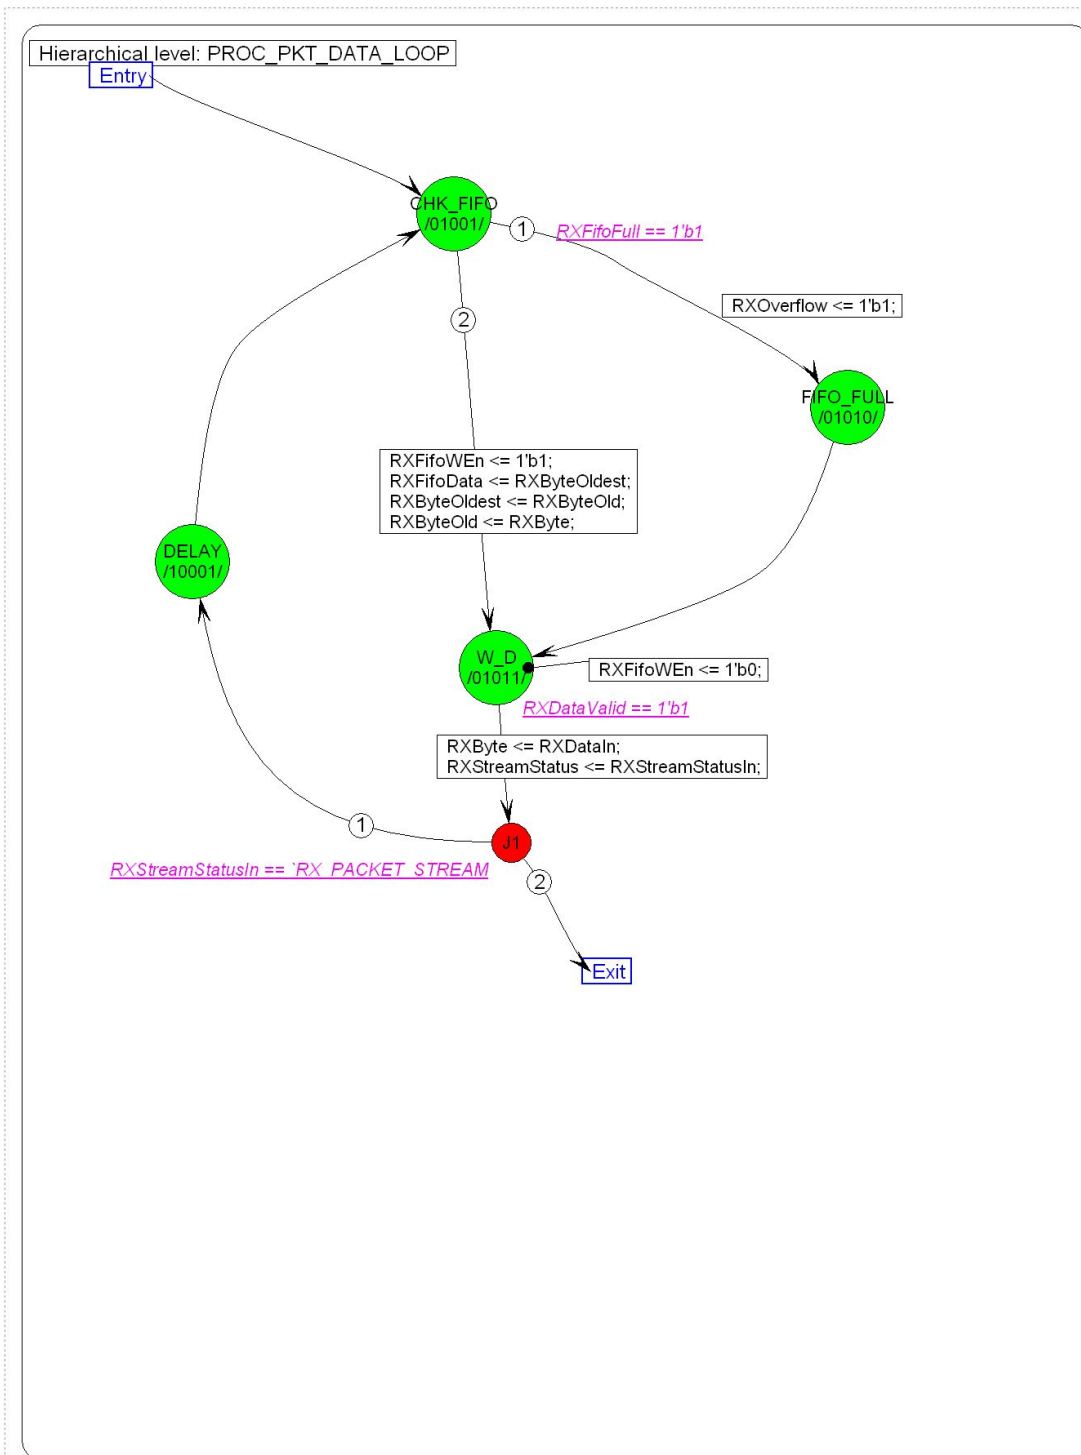 Hierarchical level: PROC_PKT_DATA_LOOP
Entry
CHK_FIFO
/01001/
1
RXFifoFull == 1'b1
RXOverflow <= 1'b1;
2
FIFO_FULL
/01010/
RXFifoWEn <= 1'b1;
RXFifoData <= RXByteOldest;
RXByteOldest <= RXByteOld;
RXByteOld <= RXByte;
DELAY
/10001/
W_D
/01011/
RXFifoWEn <= 1'b0;
RXDataValid == 1'b1
RXByte <= RXDataIn;
RXStreamStatus <= RXStreamStatusIn;
1
J1
RXStreamStatusIn == `RX_PACKET_STREAM
2
Exit